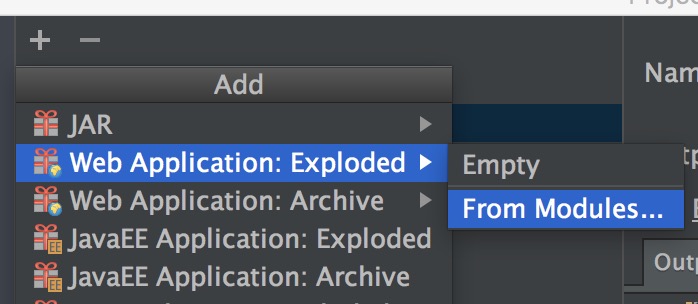 + −
Add
JAR
Web Application: Exploded
Empty
Web Application: Archive
From Modules...
JavaEE Application: Exploded
JavaEE Application: Archive
Nam
Outp